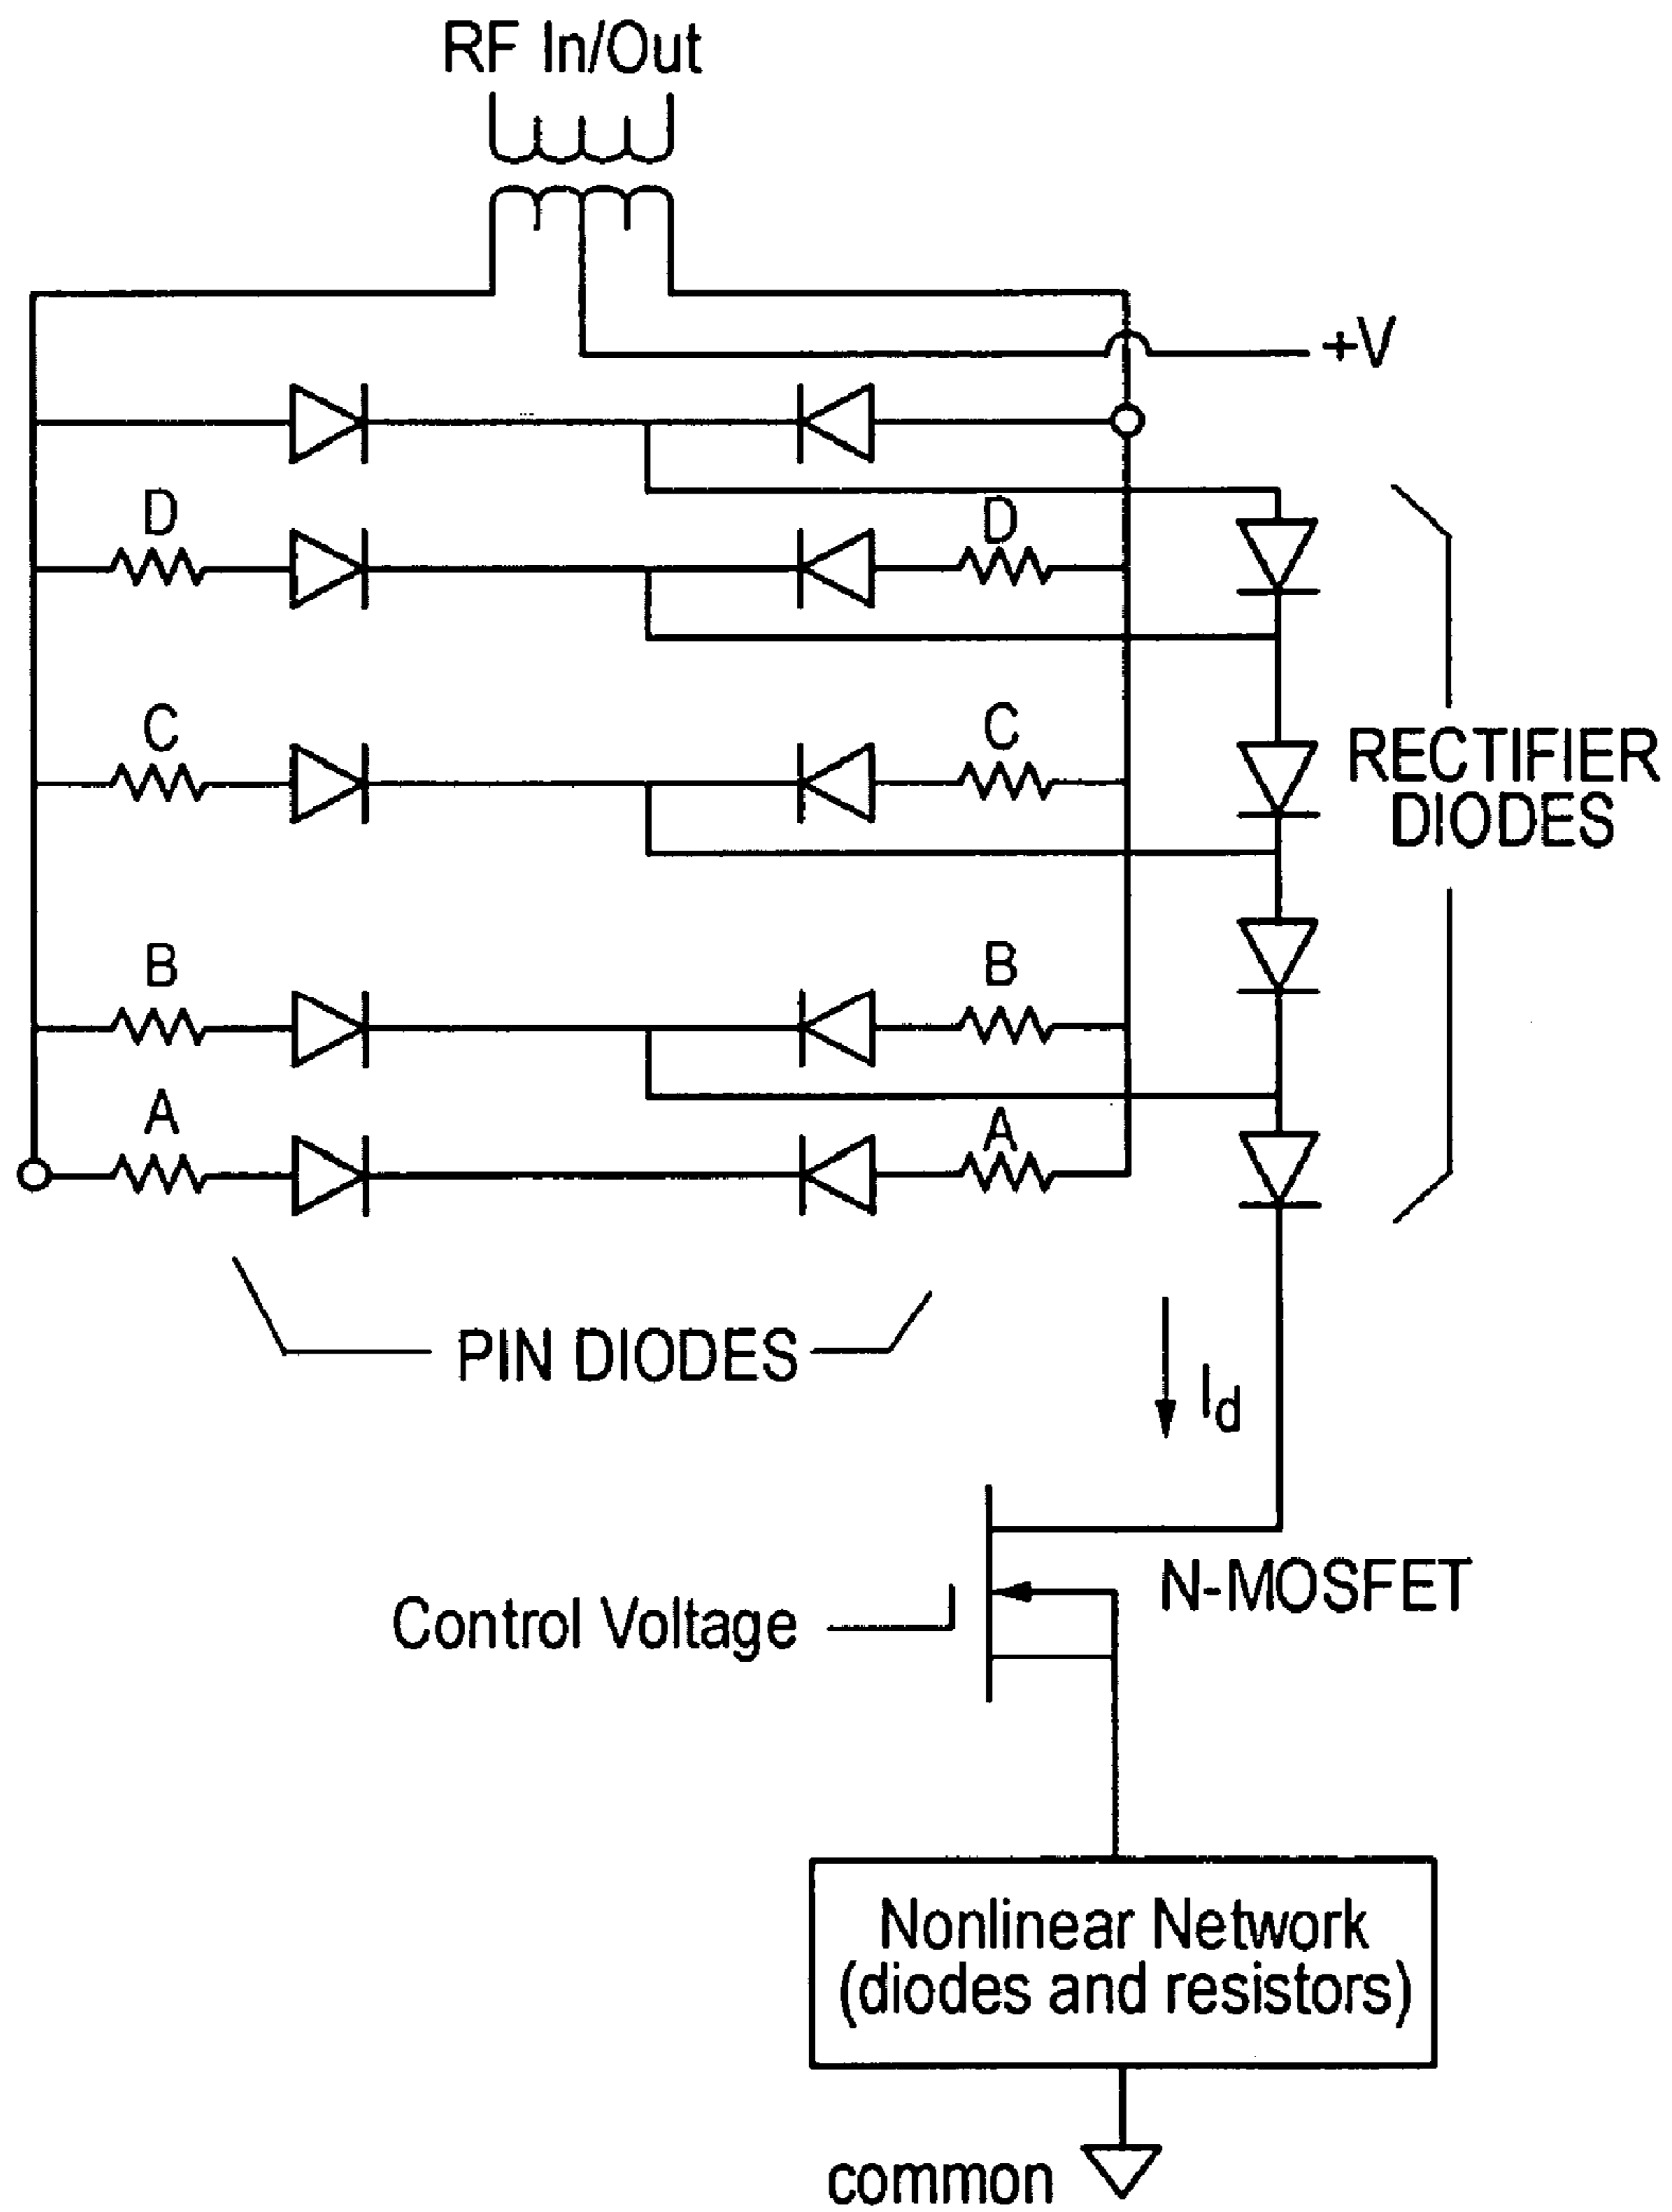 RF In/Out
+V
D
D
C
C
RECTIFIER
DIODES
B
B
A
A
PIN DIODES
Id
N-MOSFET
Control Voltage
Nonlinear Network
(diodes and resistors)
common